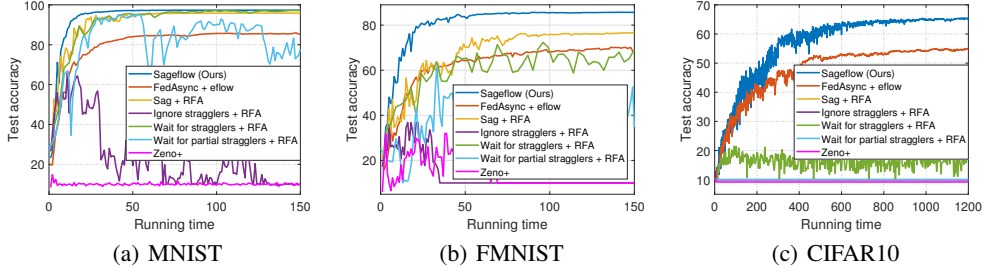 Test accuracy
100
80
60
40
20
Sageflow (Ours)
FedAsync + eflow
Sag + RFA
Ignore stragglers + RFA
Wait for stragglers + RFA
Wait for partial stragglers + RFA
Zeno+
0 50 100 150
Running time
(a) MNIST
Test accuracy
80
60
40
20
Sageflow (Ours)
FedAsync + eflow
Sag + RFA
Ignore stragglers + RFA
Wait for stragglers + RFA
Wait for partial stragglers + RFA
Zeno+
0 50 100 150
Running time
(b) FMNIST
Test accuracy
70
60
50
40
30
20
10
Sageflow (Ours)
FedAsync + eflow
Sag + RFA
Ignore stragglers + RFA
Wait for stragglers + RFA
Wait for partial stragglers + RFA
Zeno+
0 200 400 600 800 1000 1200
Running time
(c) CIFAR10